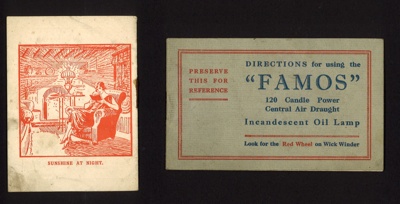 SUNSHINE AT NIGHT.
PRESERVE
THIS FOR
REFERENCE
DIRECTIONS for using the
"FAMOS"
120 Candle Power
Central Air Draught
Incandescent Oil Lamp
Look for the Red Wheel on Wick Winder